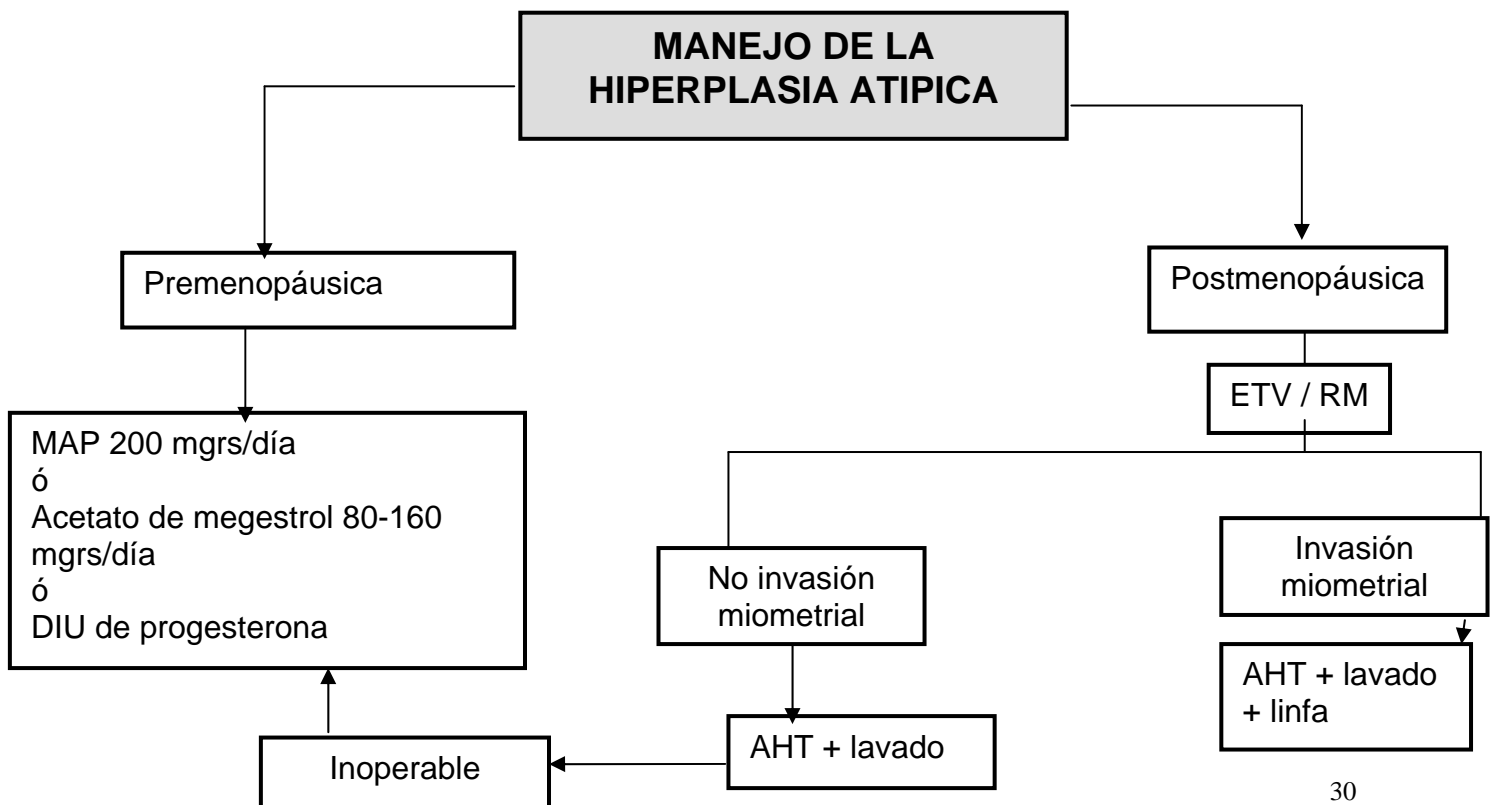 MANEJO DE LA
HIPERPLASIA ATIPICA
Premenopáusica
Postmenopáusica
ETV / RM
MAP 200 mgrs/día
ó
Acetato de megestrol 80-160
mgrs/día
ó
DIU de progesterona
No invasión
miometrial
Invasión
miometrial
AHT + lavado
+ linfa
AHT + lavado
Inoperable
30